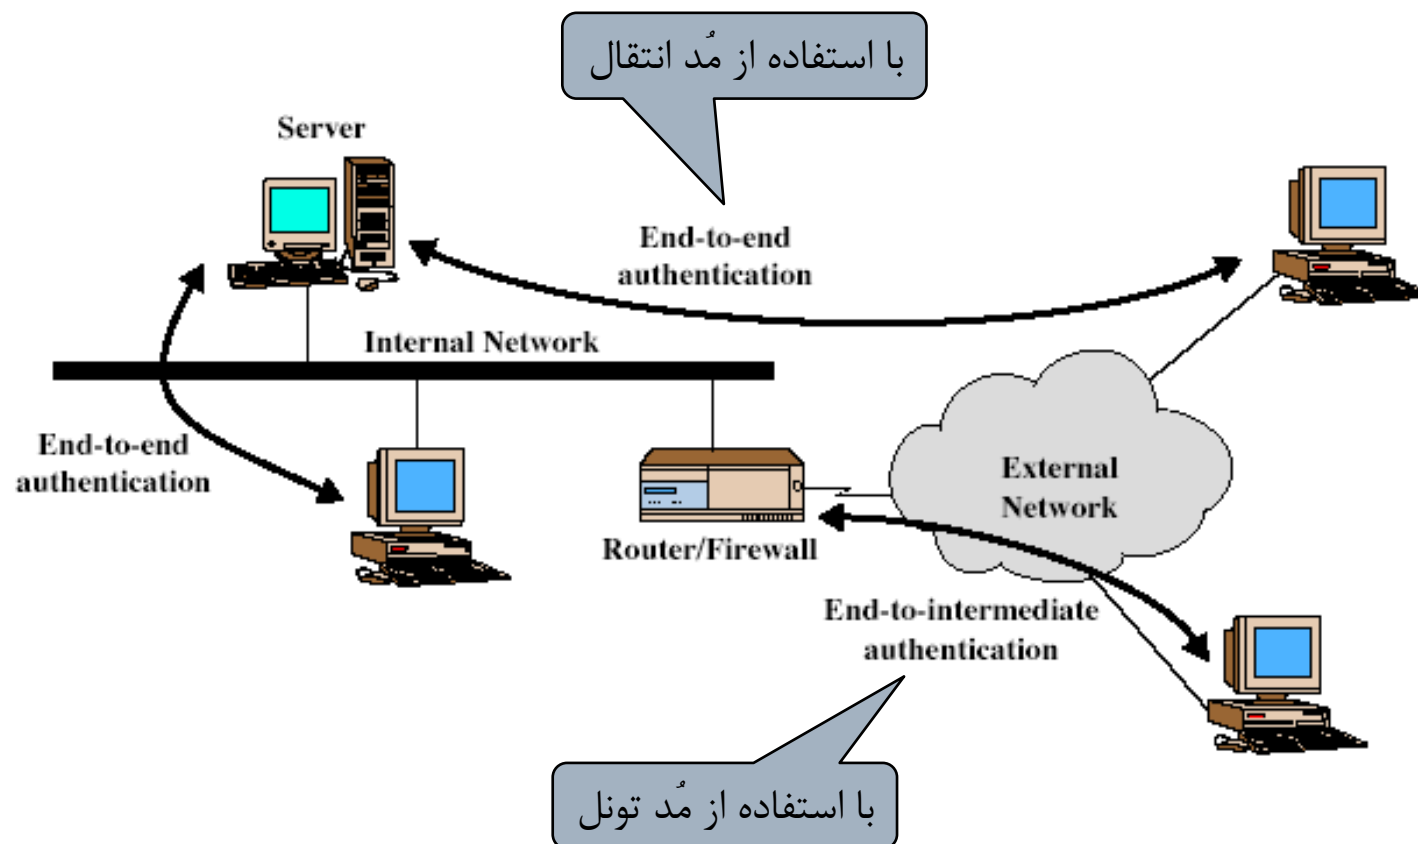 با استفاده از مُد انتقال
Server
End-to-end
authentication
Internal Network
End-to-end
authentication
External
Network
Router/Firewall
End-to-intermediate
authentication
با استفاده از مُد تونل